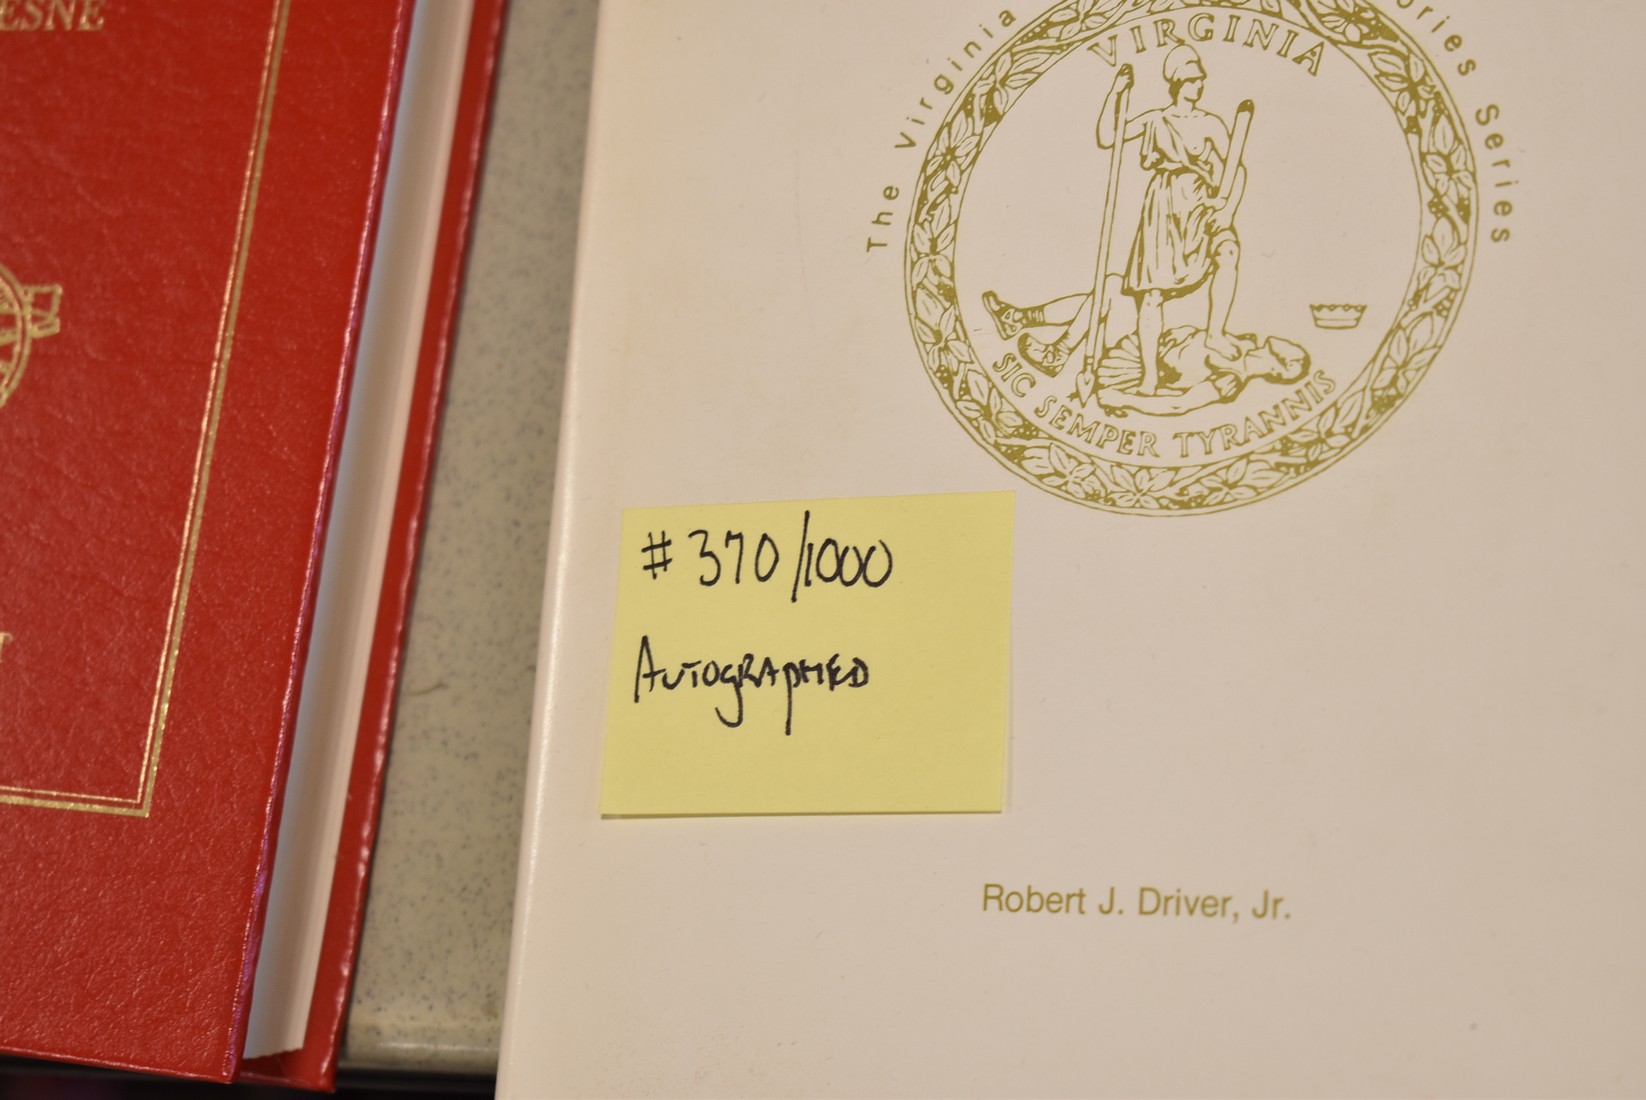 ESNE
The Virginia
ories Series
VIRGINIA
SIC SEMPER TYRANNIS
#370/1000
AUTOGRAPHED
Robert J. Driver, Jr.